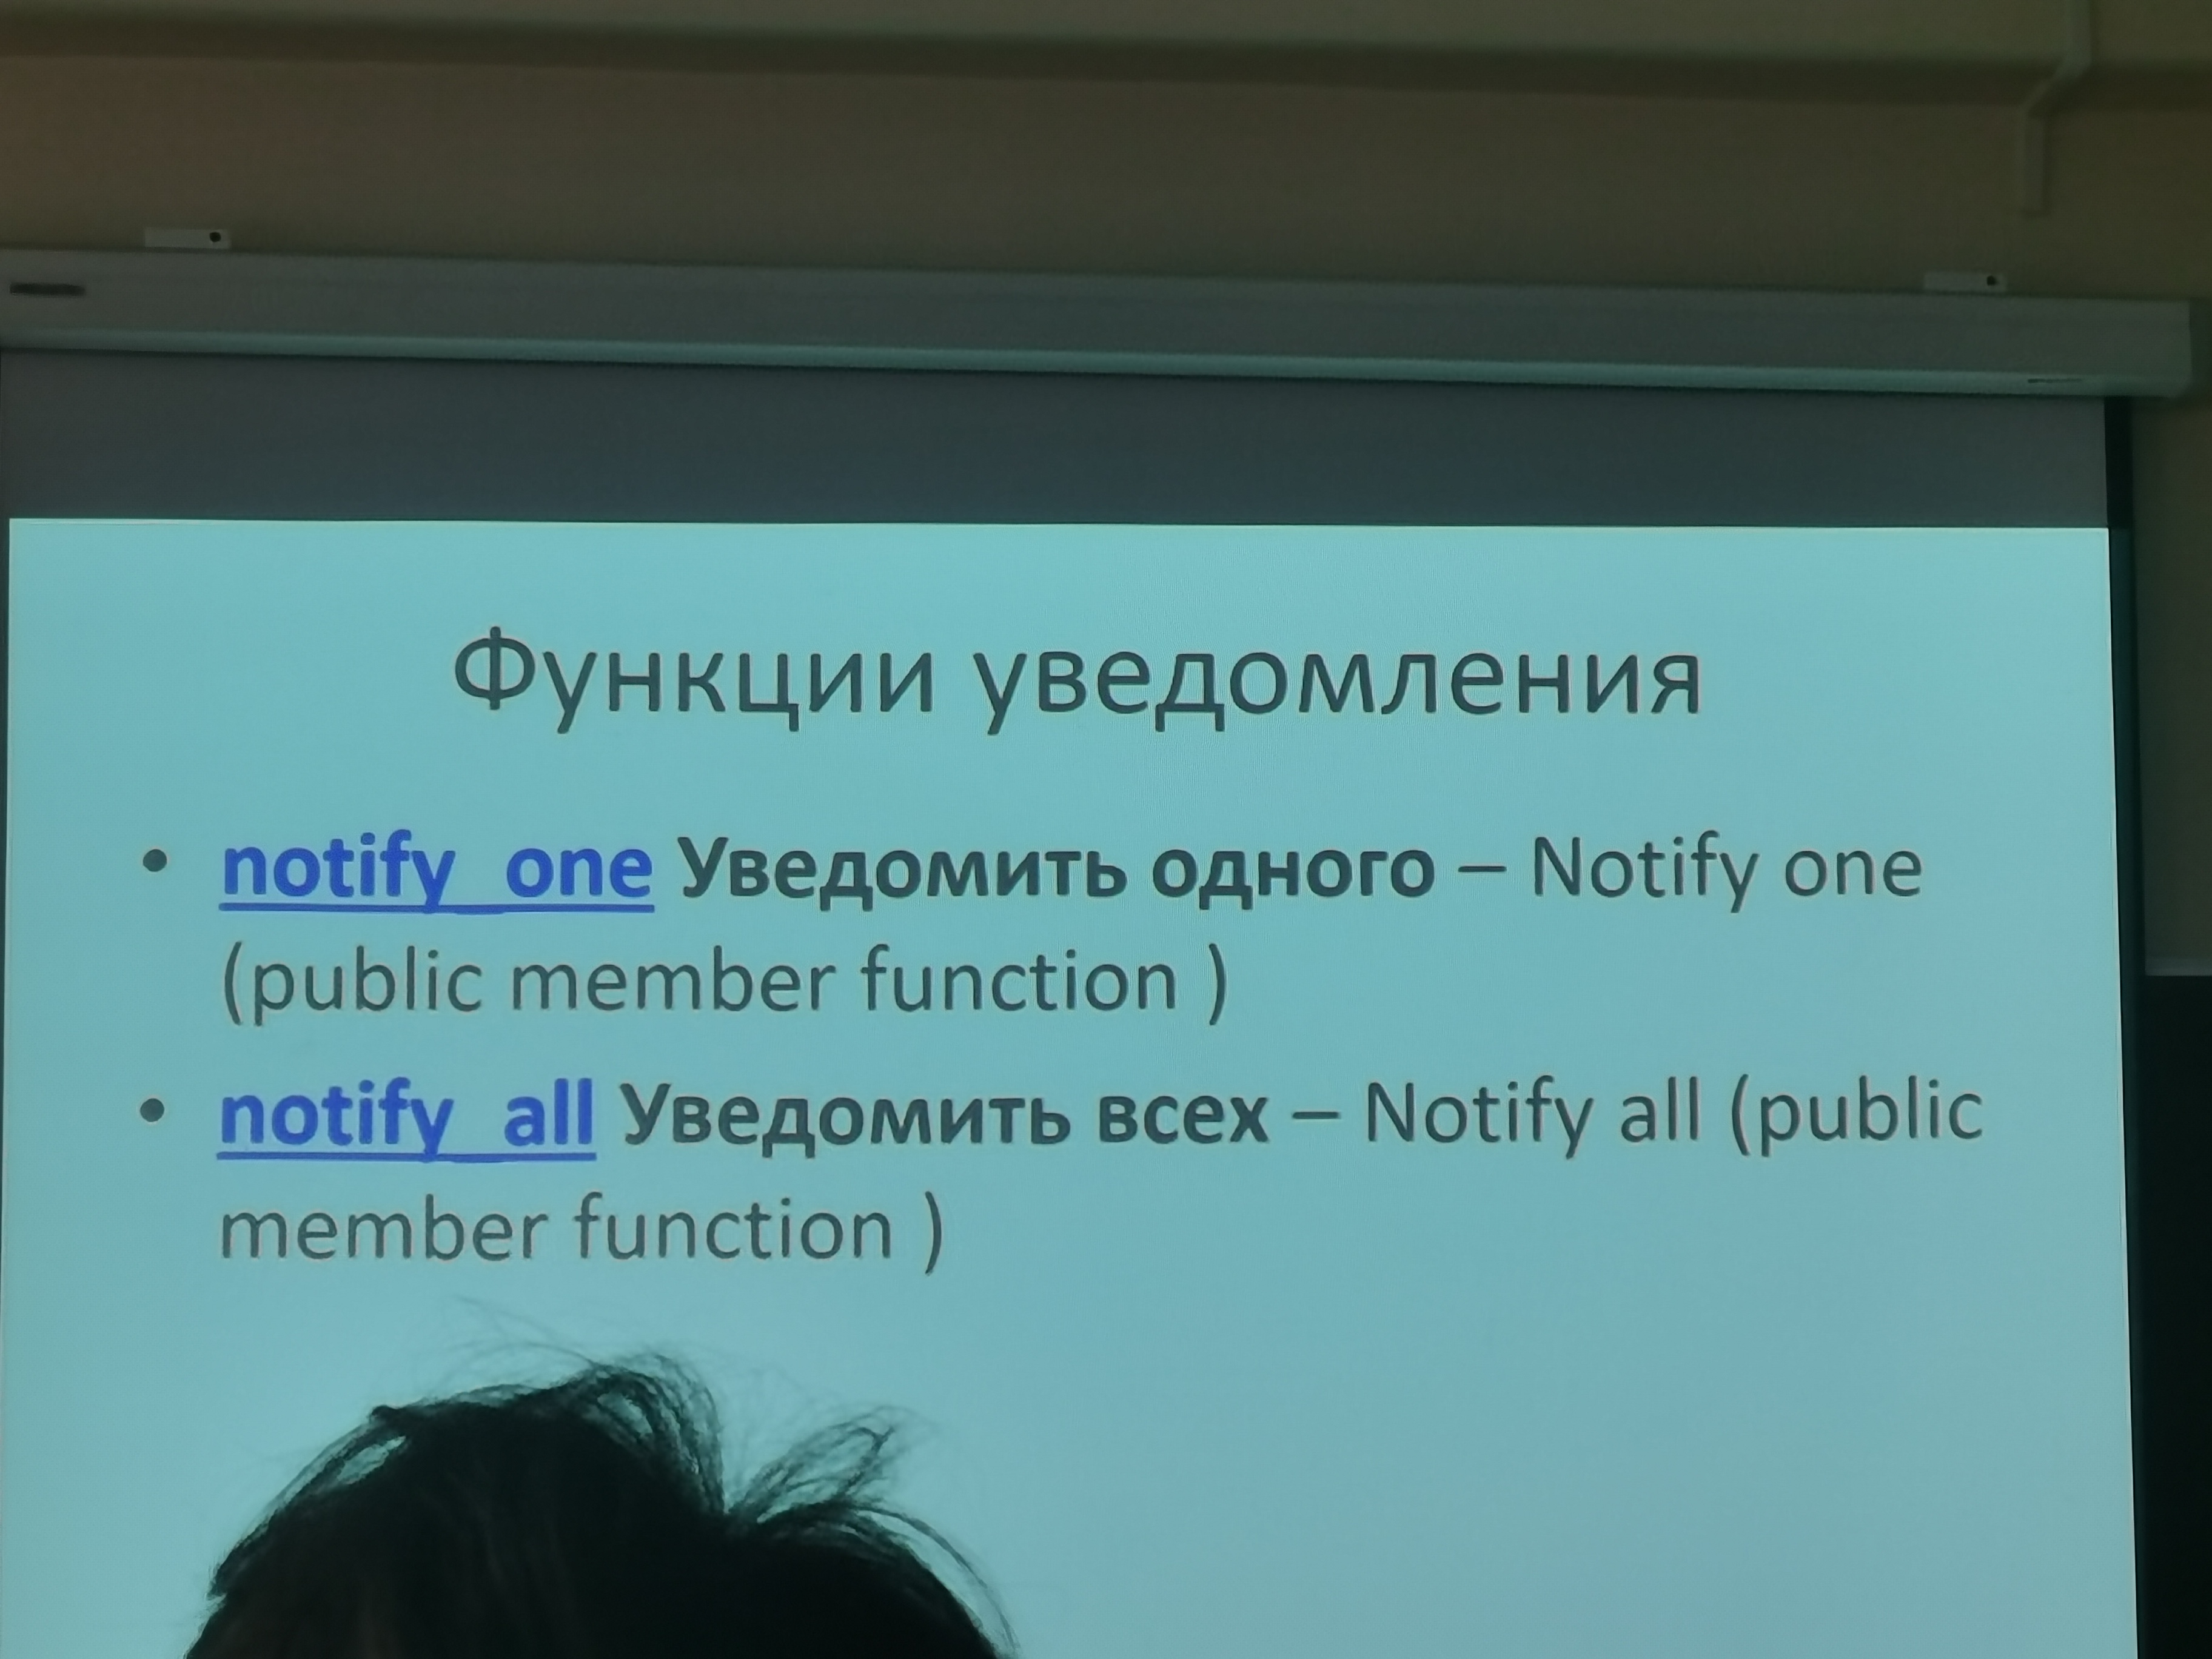 Функции уведомления
• notify_one Уведомить одного – Notify one
(public member function )
• notify_all Уведомить всех – Notify all (public
member function )